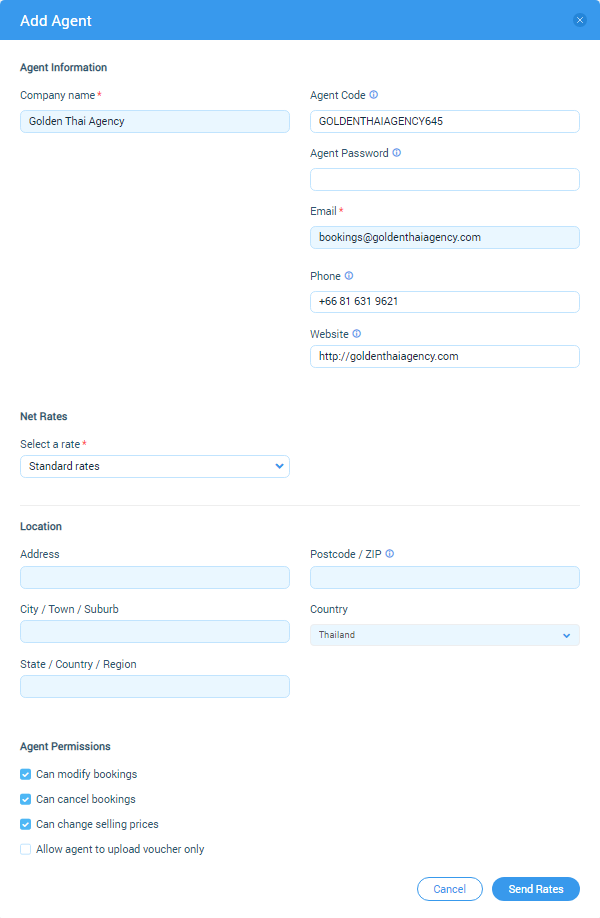 Add Agent
Agent Information
Company name *
Golden Thai Agency
Agent Code
GOLDENTHAIAGENCY645
Agent Password
Email *
bookings@goldenthaiagency.com
Phone
+66 81 631 9621
Website
http://goldenthaiagency.com
Net Rates
Select a rate *
Standard rates
Location
Address
Postcode / ZIP
City / Town / Suburb
Country
Thailand
State / Country / Region
Agent Permissions
Can modify bookings
Can cancel bookings
Can change selling prices
Allow agent to upload voucher only
Cancel
Send Rates